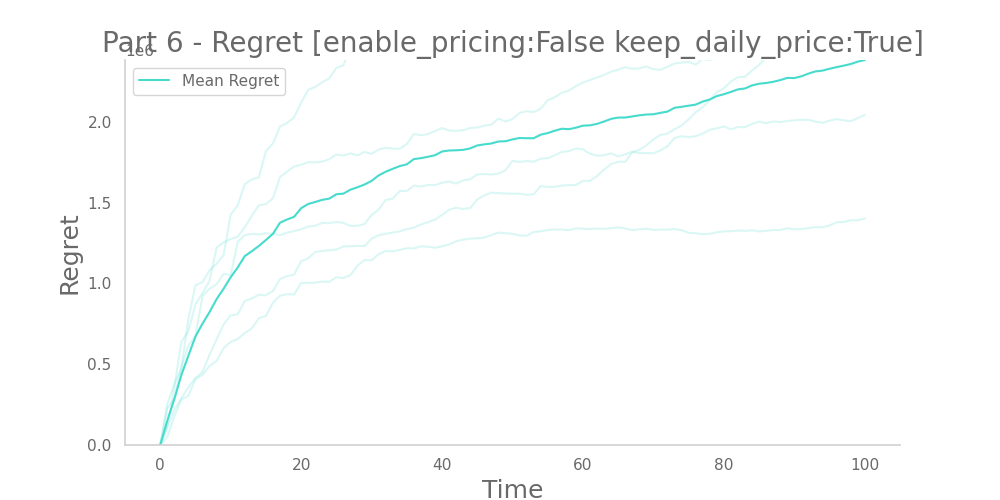 Part 6 - Regret [enable_pricing:False keep_daily_price:True]
1e6
Mean Regret
2.0
1.5
1.0
0.5
0.0
Regret
0 20 40 60 80 100
Time